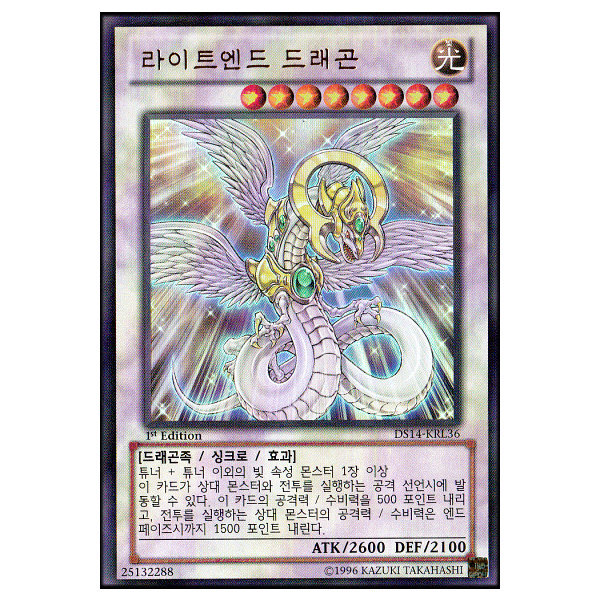 라이트엔드 드래곤
光
1st Edition
DS14-KRL36
[드래곤족 / 싱크로 / 효과]
튜너 + 튜너 이외의 빛 속성 몬스터 1장 이상
이 카드가 상대 몬스터와 전투를 실행하는 공격 선언시에 발
동할 수 있다. 이 카드의 공격력 / 수비력을 500 포인트 내리
고, 전투를 실행하는 상대 몬스터의 공격력 / 수비력은 엔드
페이즈시까지 1500 포인트 내린다.
ATK/2600 DEF/2100
25132288
©1996 KAZUKI TAKAHASHI